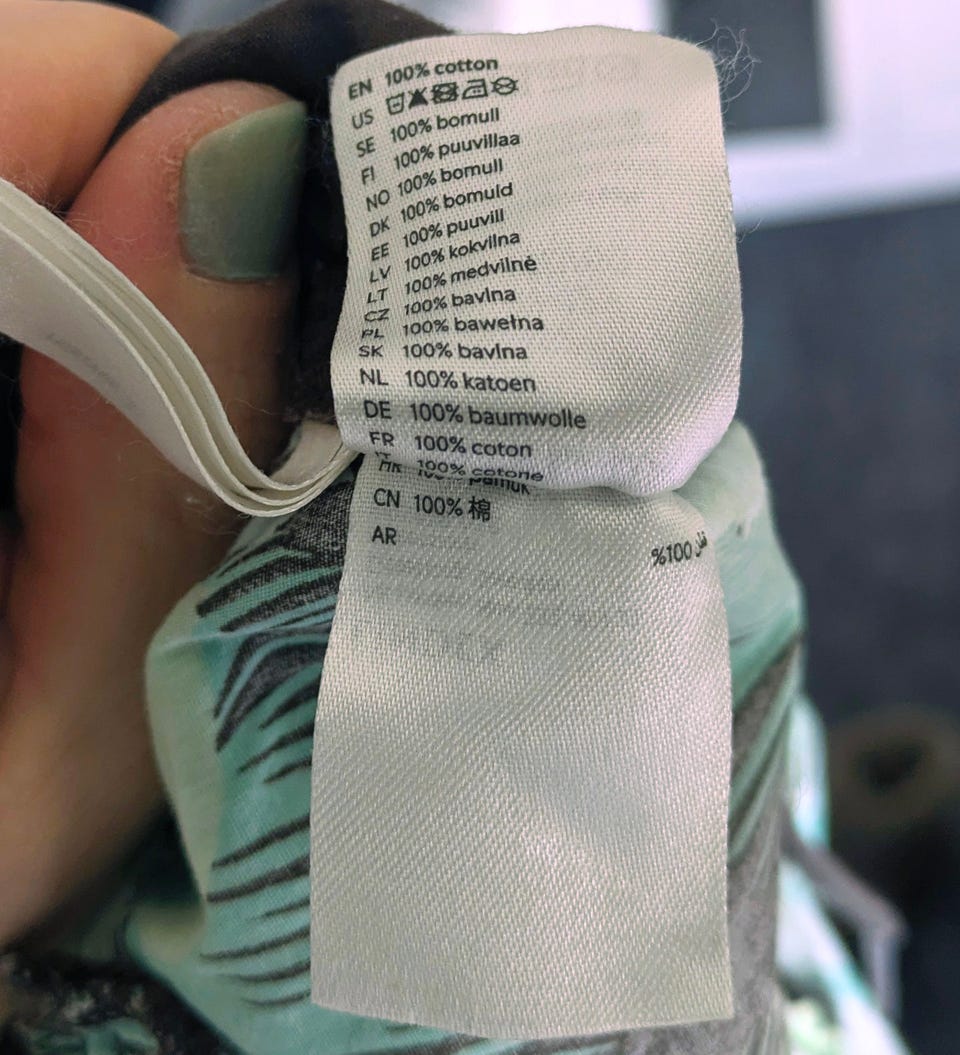 EN 100% cotton
US
SE 100% bomull
FI 100% puuvillaa
NO 100% bomull
DK 100% bomuld
EE 100% puuvill
LV 100% kokvilna
LT 100% medvilnė
CZ 100% bavlna
PL 100% bawełna
SK 100% bavlna
NL 100% katoen
DE 100% baumwolle
FR 100% coton
100% cotone
pamuk
CN 100% 棉
AR %100